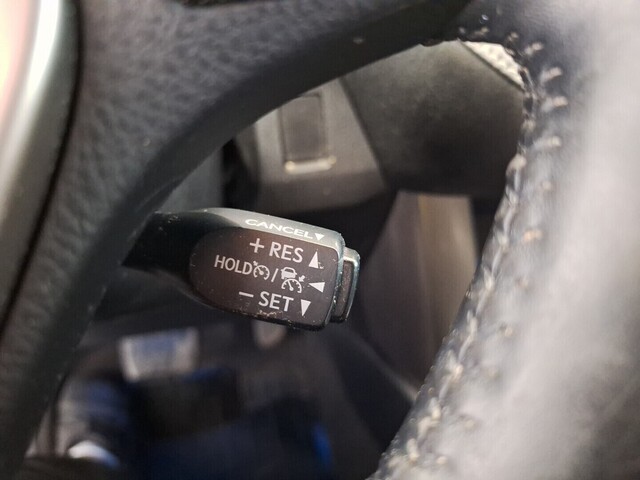 CANCEL▼
+ RES ▲
HOLD / ◀
− SET ▼